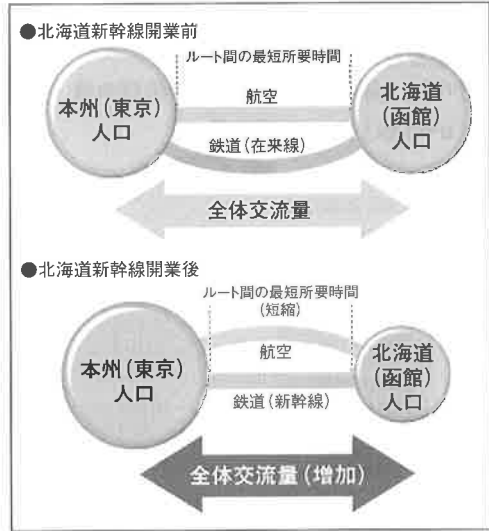 ●北海道新幹線開業前
ルート間の最短所要時間
本州(東京)
人口
航空
北海道
(函館)
人口
鉄道(在来線)
全体交流量
●北海道新幹線開業後
ルート間の最短所要時間
(短縮)
本州(東京)
人口
航空
北海道
(函館)
人口
鉄道(新幹線)
全体交流量(増加)